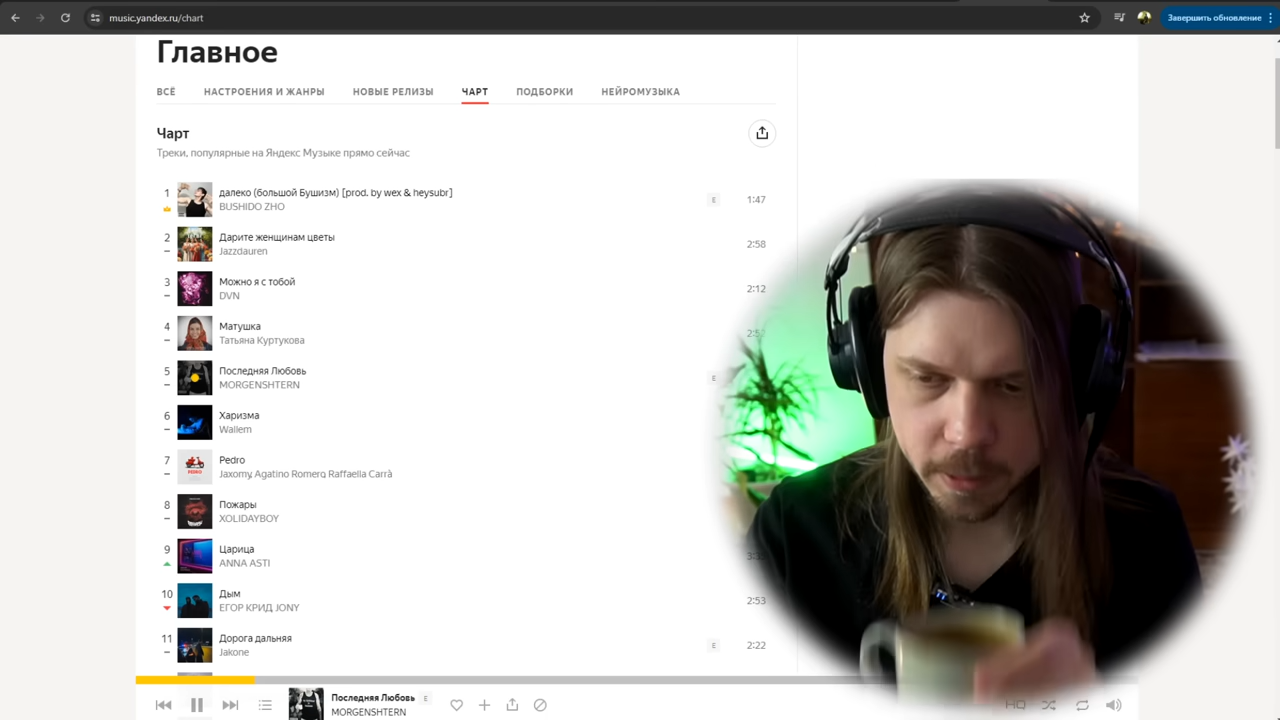 music.yandex.ru/chart
Завершить обновление
Главное
ВСЁ НАСТРОЕНИЯ И ЖАНРЫ НОВЫЕ РЕЛИЗЫ ЧАРТ ПОДБОРКИ НЕЙРОМУЗЫКА
Чарт
Треки, популярные на Яндекс Музыке прямо сейчас
1 далеко (большой Бушизм) [prod. by wex & heysubr] E 1:47
BUSHIDO ZHO
2 Дарите женщинам цветы 2:58
Jazzdauren
3 Можно я с тобой 2:12
DVN
4 Матушка
Татьяна Куртукова
5 Последняя Любовь E
MORGENSHTERN
6 Харизма
Wallem
7 Pedro
Jaxomy, Agatino Romero, Raffaella Carrà
8 Пожары
XOLIDAYBOY
9 Царица
ANNA ASTI
10 Дым 2:53
ЕГОР КРИД, JONY
11 Дорога дальняя E 2:22
Jakone
Последняя Любовь E
MORGENSHTERN
HQ